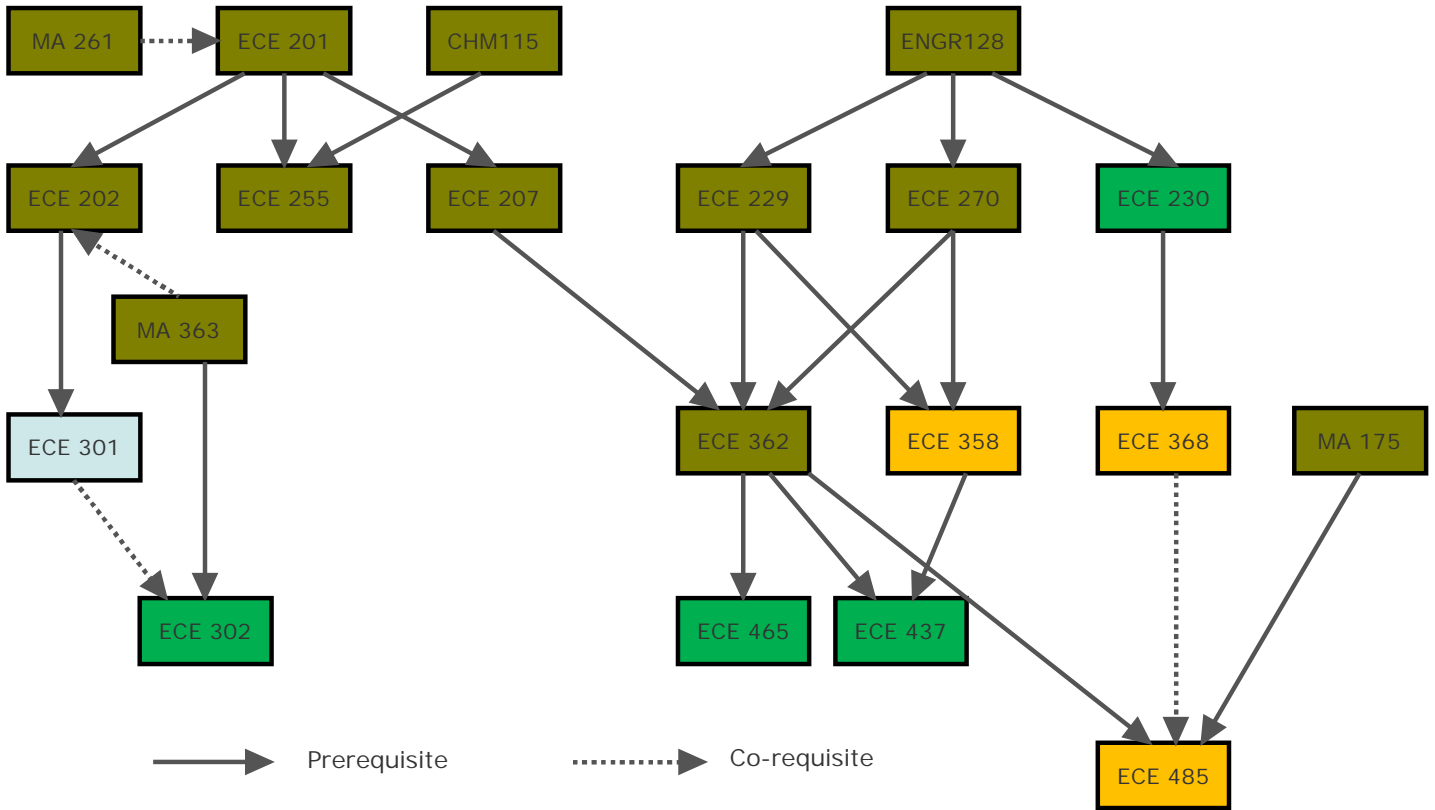 MA 261
ECE 201
CHM115
ENGR128
ECE 202
ECE 255
ECE 207
ECE 229
ECE 270
ECE 230
MA 363
ECE 301
ECE 362
ECE 358
ECE 368
MA 175
ECE 302
ECE 465
ECE 437
Prerequisite
Co-requisite
ECE 485